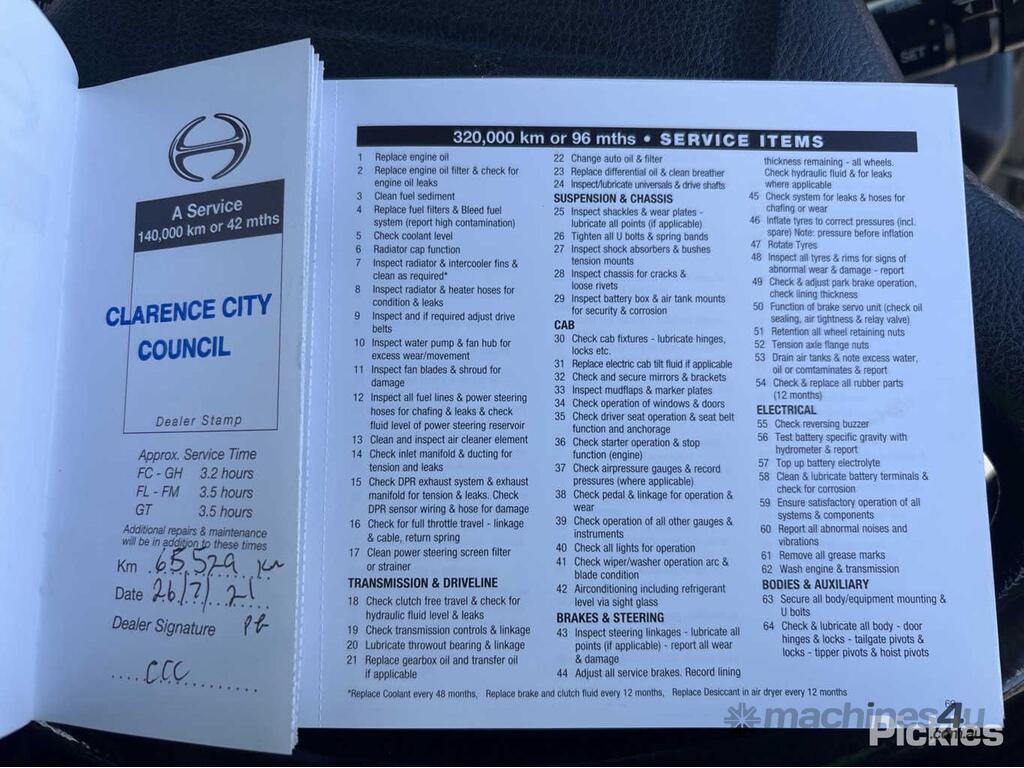 A Service
140,000 km or 42 mths
CLARENCE CITY
COUNCIL
Dealer Stamp
Approx. Service Time
FC - GH 3.2 hours
FL - FM 3.5 hours
GT 3.5 hours
Additional repairs & maintenance
will be in addition to these times
Km 65529 km
Date 26/7/21
Dealer Signature PB
CCC
320,000 km or 96 mths • SERVICE ITEMS
1 Replace engine oil
2 Replace engine oil filter & check for
engine oil leaks
3 Clean fuel sediment
4 Replace fuel filters & Bleed fuel
system (report high contamination)
5 Check coolant level
6 Radiator cap function
7 Inspect radiator & intercooler fins &
clean as required*
8 Inspect radiator & heater hoses for
condition & leaks
9 Inspect and if required adjust drive
belts
10 Inspect water pump & fan hub for
excess wear/movement
11 Inspect fan blades & shroud for
damage
12 Inspect all fuel lines & power steering
hoses for chafing & leaks & check
fluid level of power steering reservoir
13 Clean and inspect air cleaner element
14 Check inlet manifold & ducting for
tension and leaks
15 Check DPR exhaust system & exhaust
manifold for tension & leaks. Check
DPR sensor wiring & hose for damage
16 Check for full throttle travel - linkage
& cable, return spring
17 Clean power steering screen filter
or strainer
TRANSMISSION & DRIVELINE
18 Check clutch free travel & check for
hydraulic fluid level & leaks
19 Check transmission controls & linkage
20 Lubricate throwout bearing & linkage
21 Replace gearbox oil and transfer oil
if applicable
22 Change auto oil & filter
23 Replace differential oil & clean breather
24 Inspect/lubricate universals & drive shafts
SUSPENSION & CHASSIS
25 Inspect shackles & wear plates -
lubricate all points (if applicable)
26 Tighten all U bolts & spring bands
27 Inspect shock absorbers & bushes
tension mounts
28 Inspect chassis for cracks &
loose rivets
29 Inspect battery box & air tank mounts
for security & corrosion
CAB
30 Check cab fixtures - lubricate hinges,
locks etc.
31 Replace electric cab tilt fluid if applicable
32 Check and secure mirrors & brackets
33 Inspect mudflaps & marker plates
34 Check operation of windows & doors
35 Check driver seat operation & seat belt
function and anchorage
36 Check starter operation & stop
function (engine)
37 Check airpressure gauges & record
pressures (where applicable)
38 Check pedal & linkage for operation &
wear
39 Check operation of all other gauges &
instruments
40 Check all lights for operation
41 Check wiper/washer operation arc &
blade condition
42 Airconditioning including refrigerant
level via sight glass
BRAKES & STEERING
43 Inspect steering linkages - lubricate all
points (if applicable) - report all wear
& damage
44 Adjust all service brakes. Record lining
thickness remaining - all wheels.
Check hydraulic fluid & for leaks
where applicable
45 Check system for leaks & hoses for
chafing or wear
46 Inflate tyres to correct pressures (incl.
spare) Note: pressure before inflation
47 Rotate Tyres
48 Inspect all tyres & rims for signs of
abnormal wear & damage - report
49 Check & adjust park brake operation,
check lining thickness
50 Function of brake servo unit (check oil
sealing, air tightness & relay valve)
51 Retention all wheel retaining nuts
52 Tension axle flange nuts
53 Drain air tanks & note excess water,
oil or comtaminates & report
54 Check & replace all rubber parts
(12 months)
ELECTRICAL
55 Check reversing buzzer
56 Test battery specific gravity with
hydrometer & report
57 Top up battery electrolyte
58 Clean & lubricate battery terminals &
check for corrosion
59 Ensure satisfactory operation of all
systems & components
60 Report all abnormal noises and
vibrations
61 Remove all grease marks
62 Wash engine & transmission
BODIES & AUXILIARY
63 Secure all body/equipment mounting &
U bolts
64 Check & lubricate all body - door
hinges & locks - tailgate pivots &
locks - tipper pivots & hoist pivots
*Replace Coolant every 48 months, Replace brake and clutch fluid every 12 months, Replace Desiccant in air dryer every 12 months
SET
machines4u
.com.au
Pickles